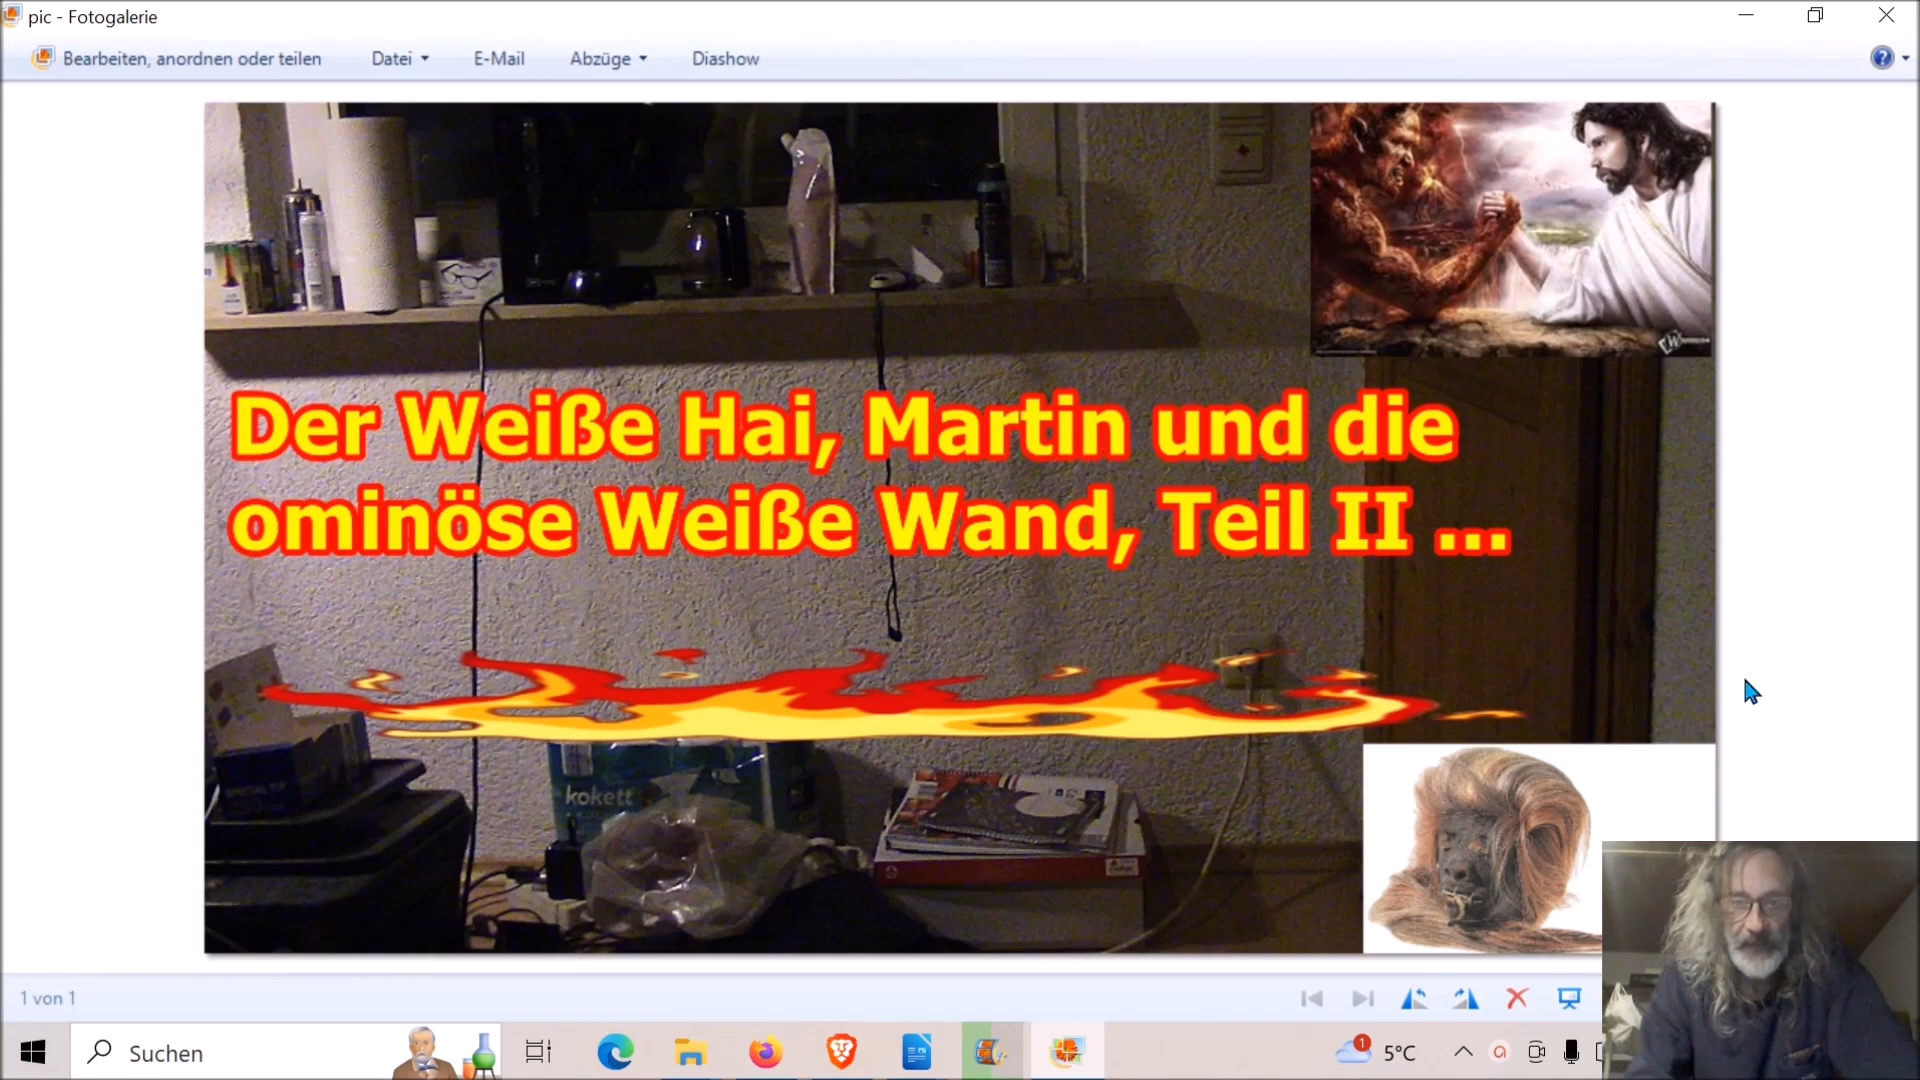 pic - Fotogalerie
Bearbeiten, anordnen oder teilen Datei E-Mail Abzüge Diashow
Der Weiße Hai, Martin und die
ominöse Weiße Wand, Teil II ...
kokett
1 von 1
Suchen
1
5°C